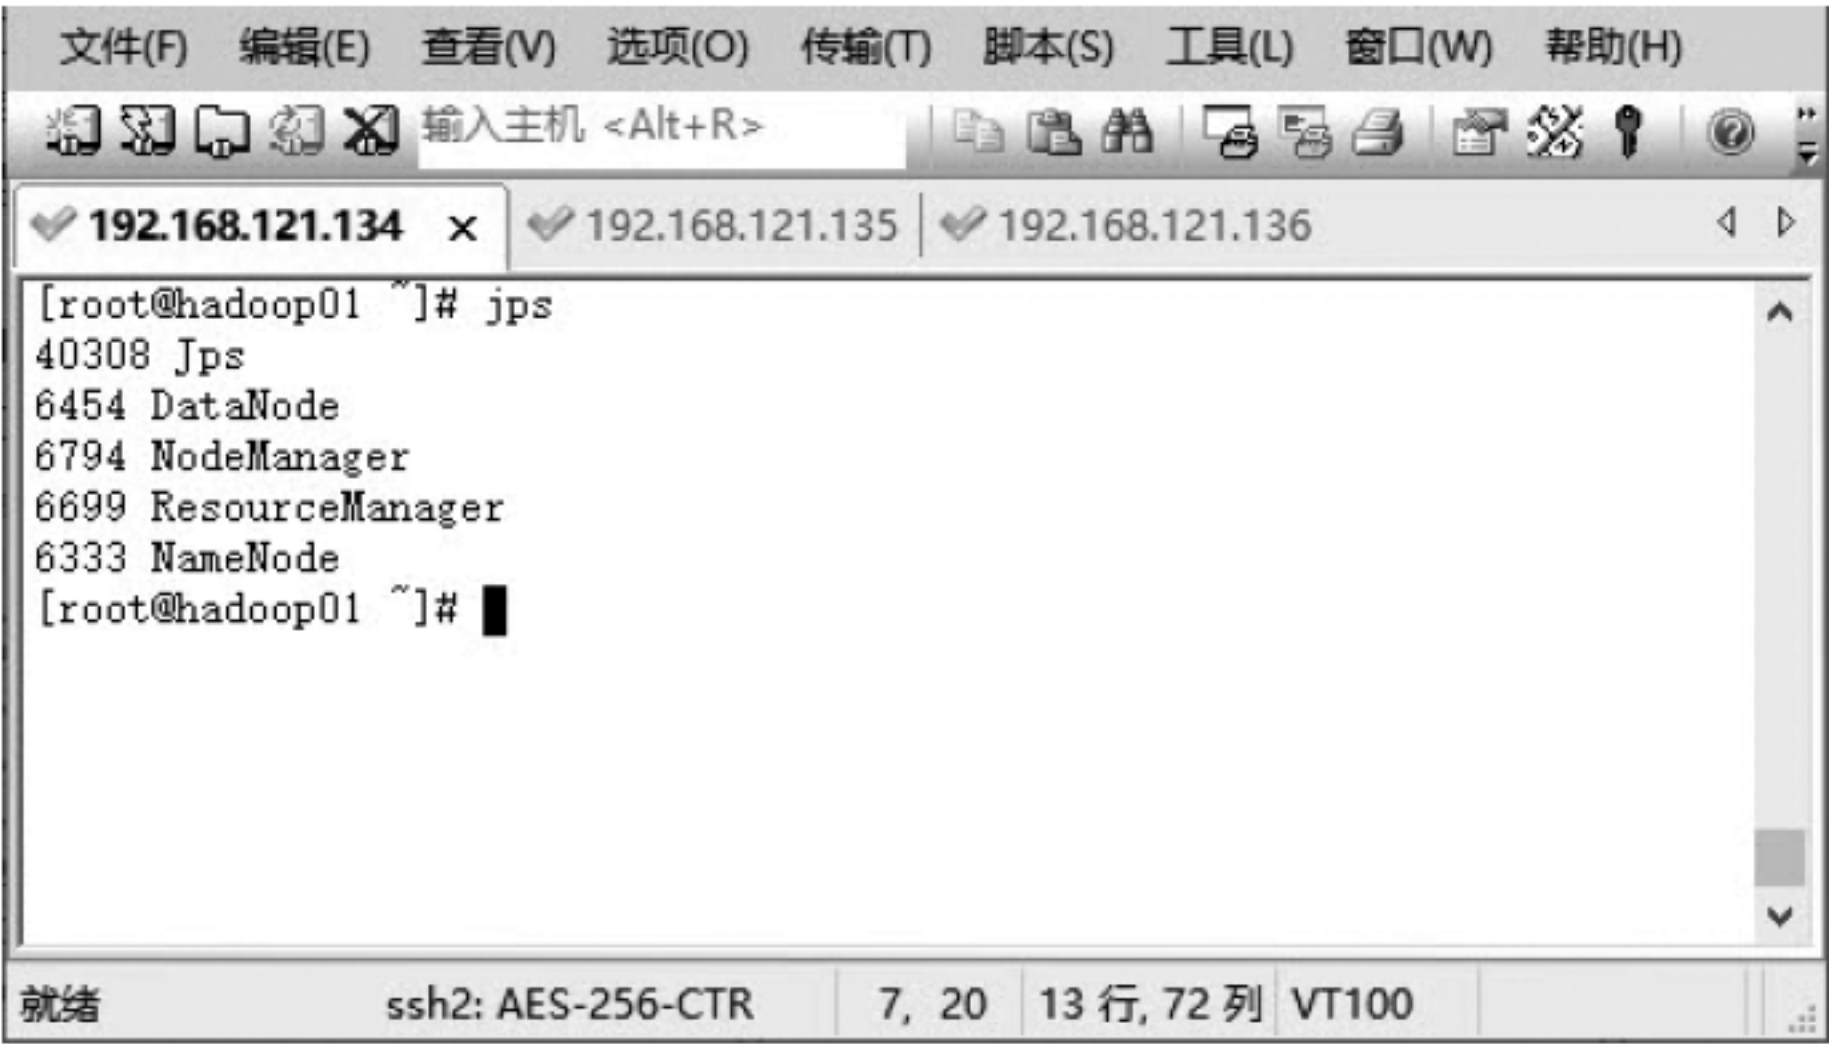 文件(F) 编辑(E) 查看(V) 选项(O) 传输(T) 脚本(S) 工具(L) 窗口(W) 帮助(H)
输入主机 <Alt+R>
192.168.121.134 x 192.168.121.135 192.168.121.136
[root@hadoop01 ~]# jps
40308 Jps
6454 DataNode
6794 NodeManager
6699 ResourceManager
6333 NameNode
[root@hadoop01 ~]#
就绪 ssh2: AES-256-CTR 7, 20 13 行, 72 列 VT100